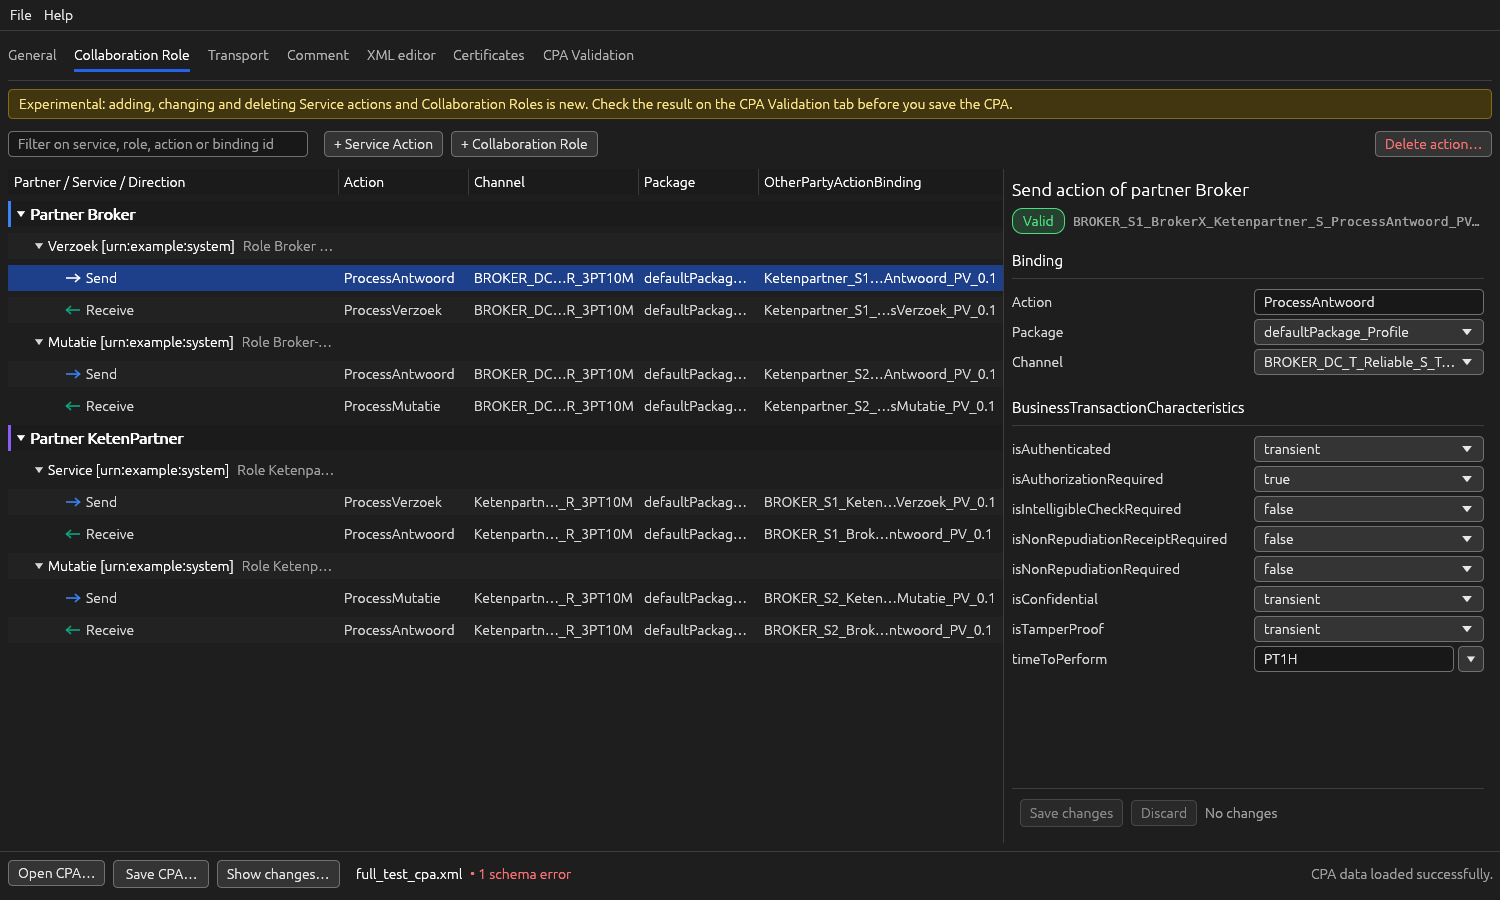 File Help
General Collaboration Role Transport Comment XML editor Certificates CPA Validation
Experimental: adding, changing and deleting Service actions and Collaboration Roles is new. Check the result on the CPA Validation tab before you save the CPA.
Filter on service, role, action or binding id + Service Action + Collaboration Role Delete action…
Partner / Service / Direction Action Channel Package OtherPartyActionBinding
Partner Broker
Verzoek [urn:example:system] Role Broker …
→ Send ProcessAntwoord BROKER_DC…R_3PT10M defaultPackag… Ketenpartner_S1…Antwoord_PV_0.1
← Receive ProcessVerzoek BROKER_DC…R_3PT10M defaultPackag… Ketenpartner_S1_…sVerzoek_PV_0.1
Mutatie [urn:example:system] Role Broker-…
→ Send ProcessAntwoord BROKER_DC…R_3PT10M defaultPackag… Ketenpartner_S2…Antwoord_PV_0.1
← Receive ProcessMutatie BROKER_DC…R_3PT10M defaultPackag… Ketenpartner_S2_…sMutatie_PV_0.1
Partner KetenPartner
Service [urn:example:system] Role Ketenpa…
→ Send ProcessVerzoek Ketenpartn…_R_3PT10M defaultPackag… BROKER_S1_Keten…Verzoek_PV_0.1
← Receive ProcessAntwoord Ketenpartn…_R_3PT10M defaultPackag… BROKER_S1_Brok…ntwoord_PV_0.1
Mutatie [urn:example:system] Role Ketenp…
→ Send ProcessMutatie Ketenpartn…_R_3PT10M defaultPackag… BROKER_S2_Keten…Mutatie_PV_0.1
← Receive ProcessAntwoord Ketenpartn…_R_3PT10M defaultPackag… BROKER_S2_Brok…ntwoord_PV_0.1
Send action of partner Broker
Valid BROKER_S1_BrokerX_Ketenpartner_S_ProcessAntwoord_PV…
Binding
Action ProcessAntwoord
Package defaultPackage_Profile
Channel BROKER_DC_T_Reliable_S_T…
BusinessTransactionCharacteristics
isAuthenticated transient
isAuthorizationRequired true
isIntelligibleCheckRequired false
isNonRepudiationReceiptRequired false
isNonRepudiationRequired false
isConfidential transient
isTamperProof transient
timeToPerform PT1H
Save changes Discard No changes
Open CPA… Save CPA… Show changes… full_test_cpa.xml • 1 schema error CPA data loaded successfully.